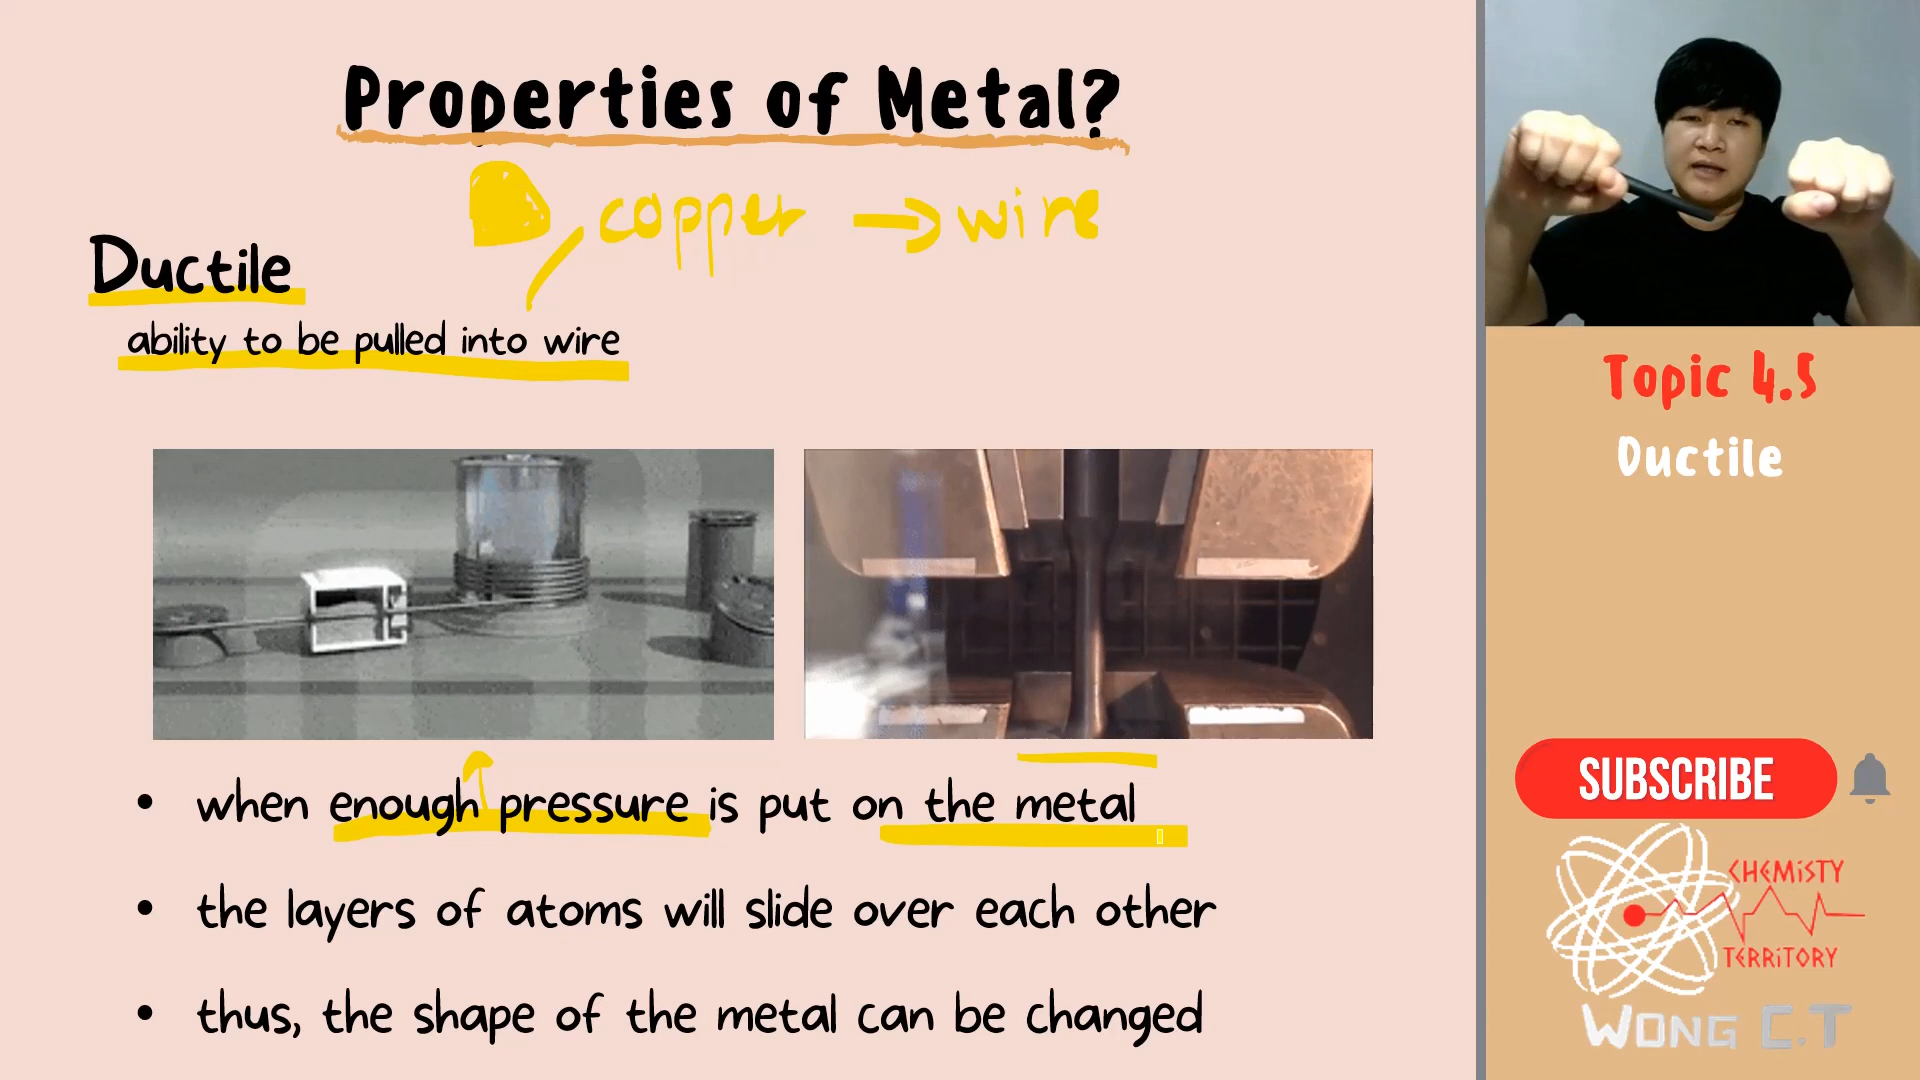 Properties of Metal?
copper → wire
Ductile
ability to be pulled into wire
• when enough pressure is put on the metal
• the layers of atoms will slide over each other
• thus, the shape of the metal can be changed
Topic 4.5
Ductile
SUBSCRIBE
CHEMiSTY
TERRiTORY
WONG C.T